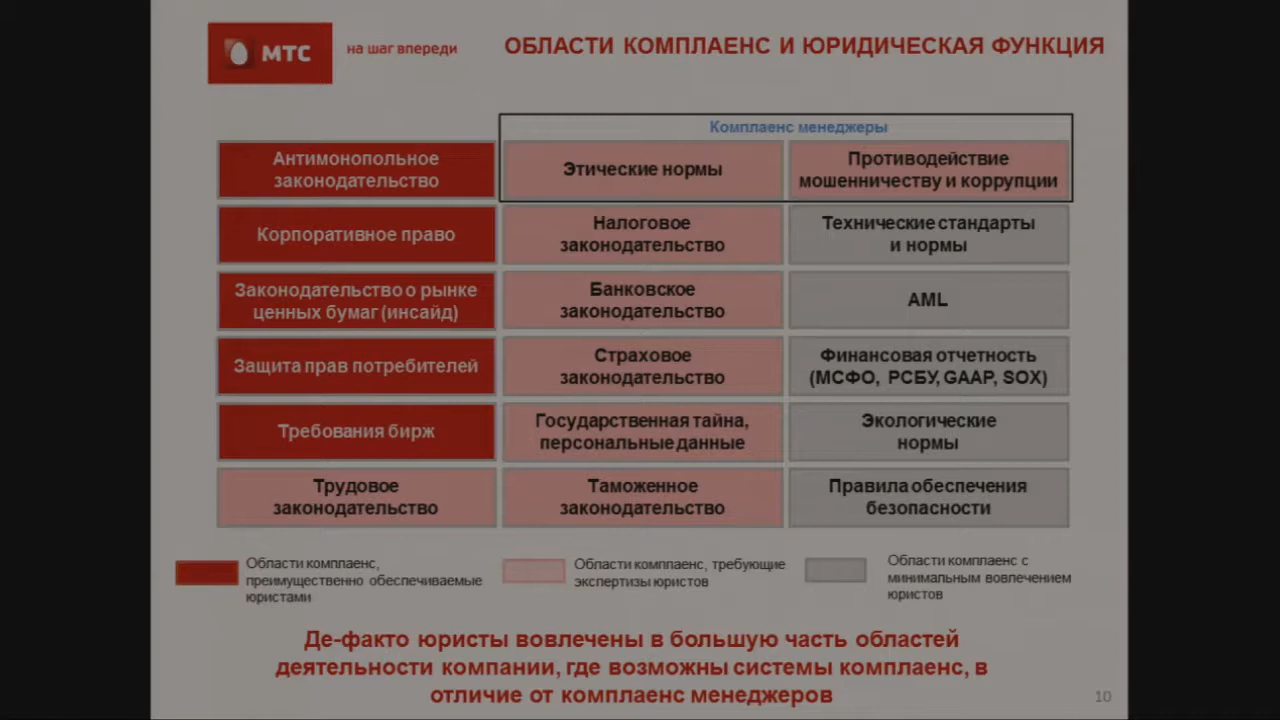 МТС
на шаг впереди
ОБЛАСТИ КОМПЛАЕНС И ЮРИДИЧЕСКАЯ ФУНКЦИЯ
Комплаенс менеджеры
Антимонопольное
законодательство
Этические нормы
Противодействие
мошенничеству и коррупции
Корпоративное право
Налоговое
законодательство
Технические стандарты
и нормы
Законодательство о рынке
ценных бумаг (инсайд)
Банковское
законодательство
AML
Защита прав потребителей
Страховое
законодательство
Финансовая отчетность
(МСФО, РСБУ, GAAP, SOX)
Требования бирж
Государственная тайна,
персональные данные
Экологические
нормы
Трудовое
законодательство
Таможенное
законодательство
Правила обеспечения
безопасности
Области комплаенс,
преимущественно обеспечиваемые
юристами
Области комплаенс, требующие
экспертизы юристов
Области комплаенс с
минимальным вовлечением
юристов
Де-факто юристы вовлечены в большую часть областей
деятельности компании, где возможны системы комплаенс, в
отличие от комплаенс менеджеров
10